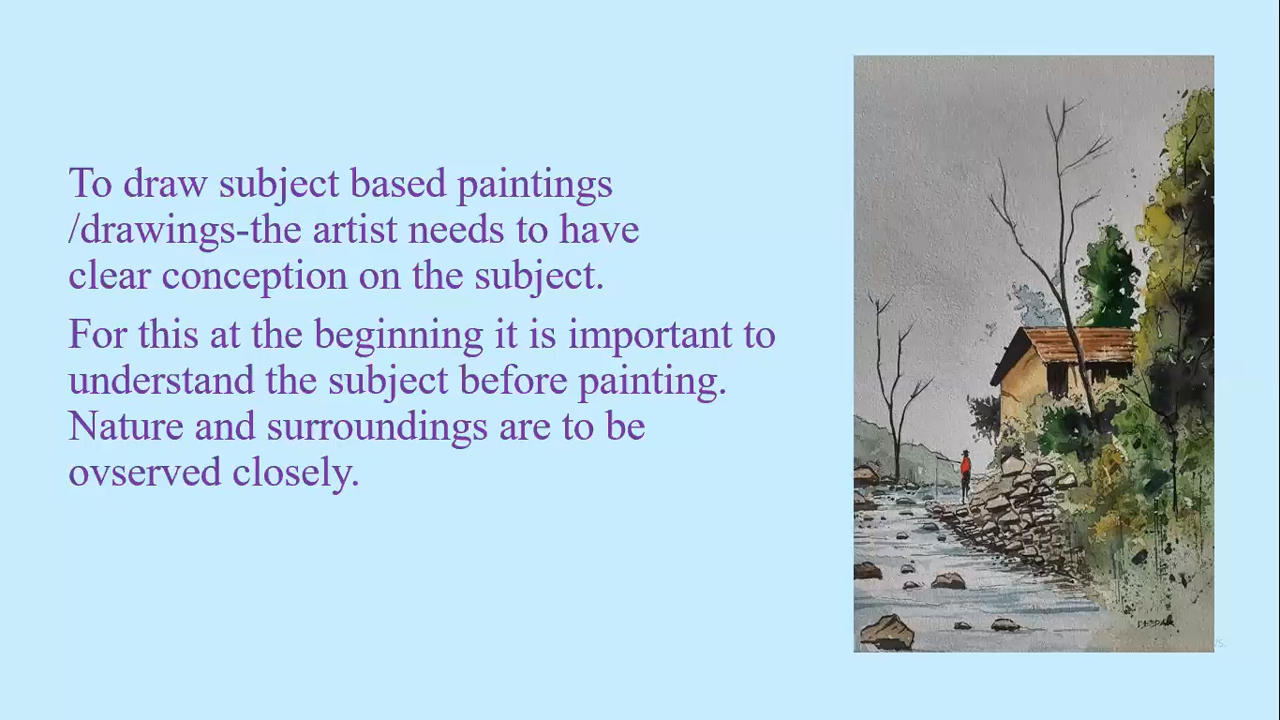 To draw subject based paintings
/drawings-the artist needs to have
clear conception on the subject.
For this at the beginning it is important to
understand the subject before painting.
Nature and surroundings are to be
ovserved closely.